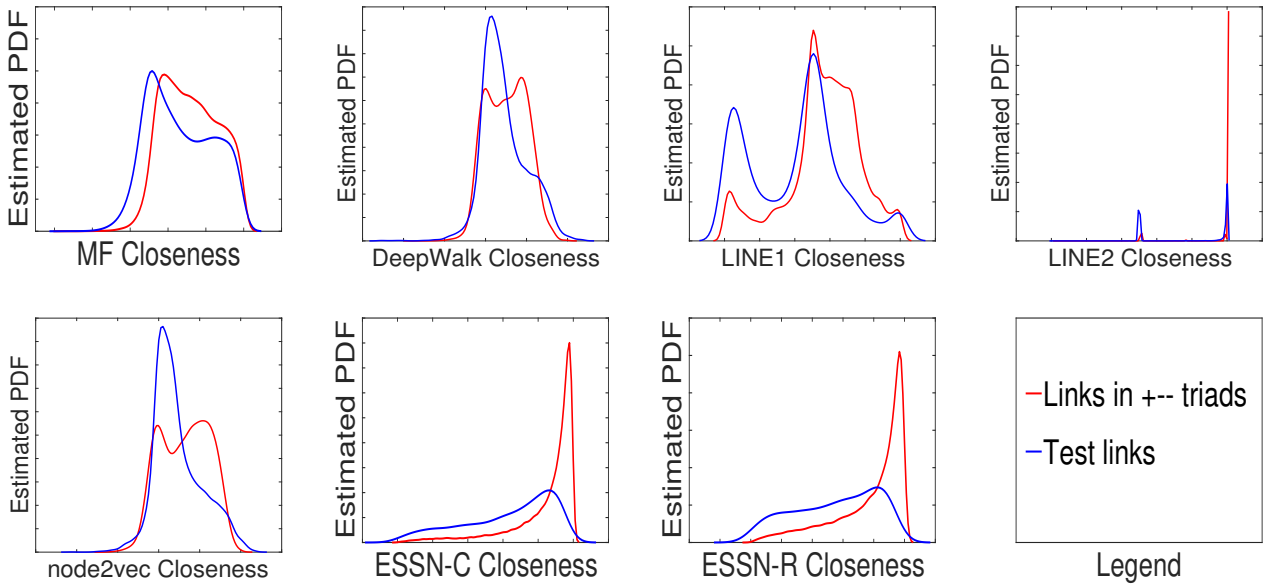 Estimated PDF
MF Closeness
Estimated PDF
DeepWalk Closeness
Estimated PDF
LINE1 Closeness
Estimated PDF
LINE2 Closeness
Estimated PDF
node2vec Closeness
Estimated PDF
ESSN-C Closeness
Estimated PDF
ESSN-R Closeness
Links in +-- triads
Test links
Legend